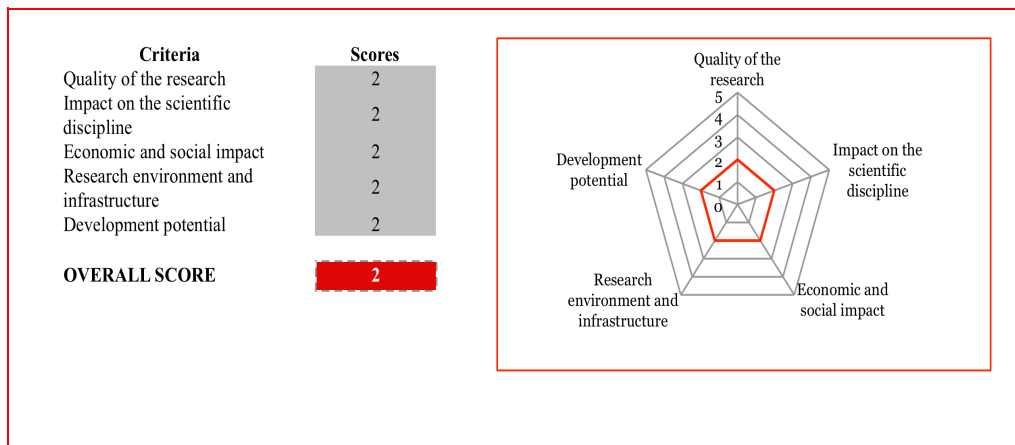 Criteria Scores
Quality of the research 2
Impact on the scientific
discipline 2
Economic and social impact 2
Research environment and
infrastructure 2
Development potential 2
OVERALL SCORE 2
Quality of the
research
5
4
3
2
1
0
Impact on the
scientific
discipline
Economic and
social impact
Research
environment and
infrastructure
Development
potential